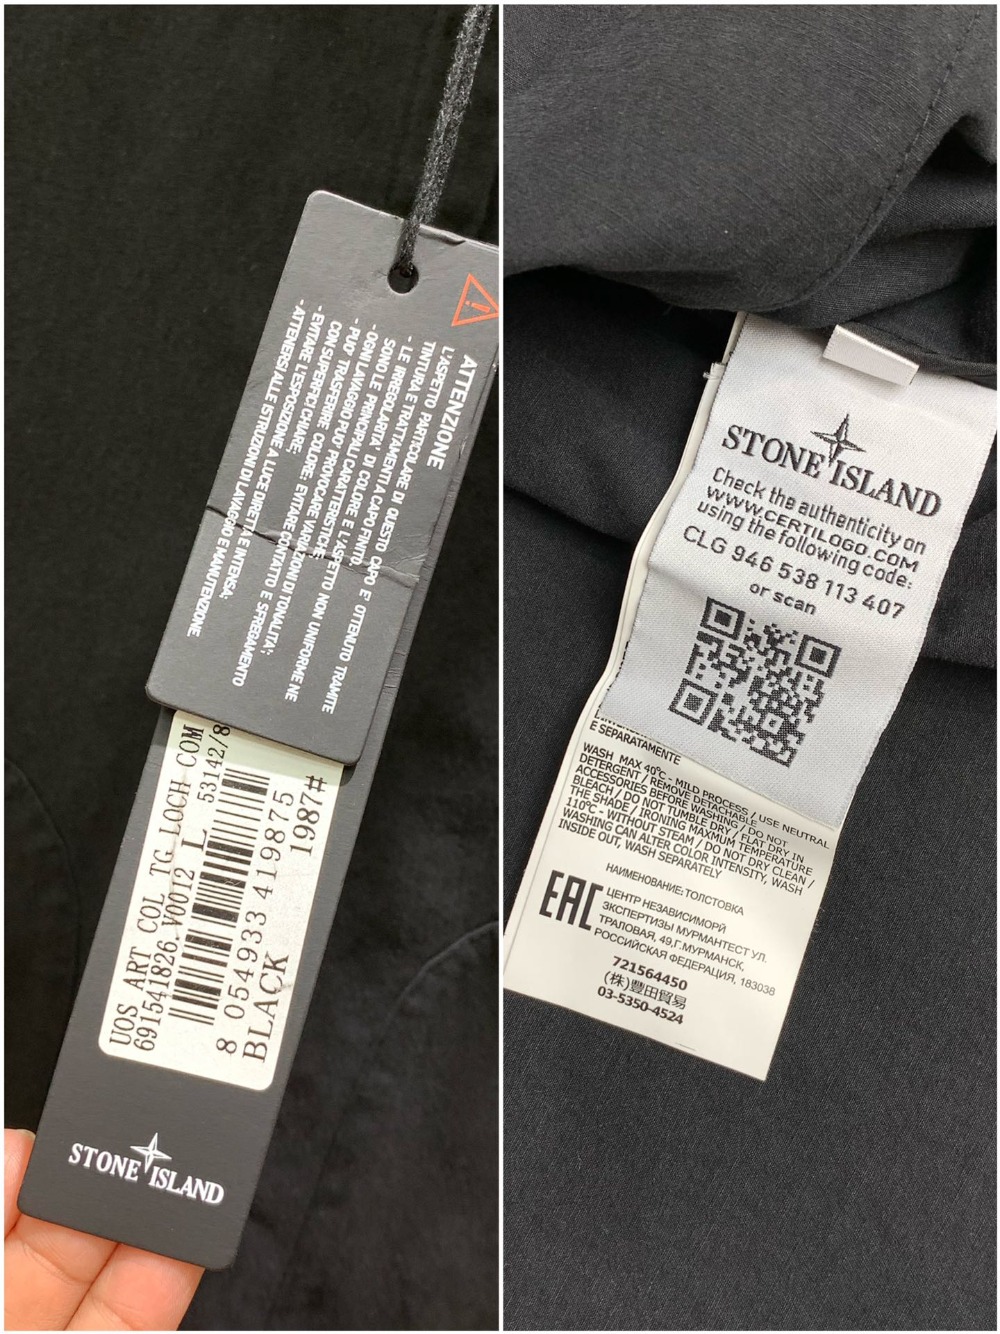 ATTENZIONE
L'ASPETTO PARTICOLARE DI QUESTO CAPO E' OTTENUTO TRAMITE
TINTURA E TRATTAMENTI A CAPO FINITO.
- LE IRREGOLARITA' DI COLORE E L'ASPETTO NON UNIFORME NE
SONO LE PRINCIPALI CARATTERISTICHE
- OGNI LAVAGGIO PUO' PROVOCARE VARIAZIONI DI TONALITA';
- PUO' TRASFERIRE COLORE: EVITARE CONTATTO E SFREGAMENTO
CON SUPERFICI CHIARE;
- EVITARE L'ESPOSIZIONE A LUCE DIRETTA E INTENSA;
- ATTENERSI ALLE ISTRUZIONI DI LAVAGGIO E MANUTENZIONE.
UOS ART COL TG LOCH COM
691541826 V0012 L 53142/8
8 054933 419875
BLACK 1987#
STONE ISLAND
STONE ISLAND
Check the authenticity on
WWW.CERTILOGO.COM
using the following code:
CLG 946 538 113 407
or scan
E SEPARATAMENTE
WASH MAX 40°C - MILD PROCESS / USE NEUTRAL
DETERGENT / REMOVE DETACHABLE
ACCESSORIES BEFORE WASHING / DO NOT
BLEACH / DO NOT TUMBLE DRY / FLAT DRY IN
THE SHADE / IRONING MAXMUM TEMPERATURE
110°C - WITHOUT STEAM / DO NOT DRY CLEAN /
WASHING CAN ALTER COLOR INTENSITY, WASH
INSIDE OUT, WASH SEPARATELY
EAC
НАИМЕНОВАНИЕ: ТОЛСТОВКА
ЦЕНТР НЕЗАВИСИМОРЙ
ЭКСПЕРТИЗЫ МУРМАНТЕСТ УЛ.
ТРАЛОВАЯ, 49,Г.МУРМАНСК,
РОССИЙСКАЯ ФЕДЕРАЦИЯ, 183038
721564450
(株)豊田貿易
03-5350-4524